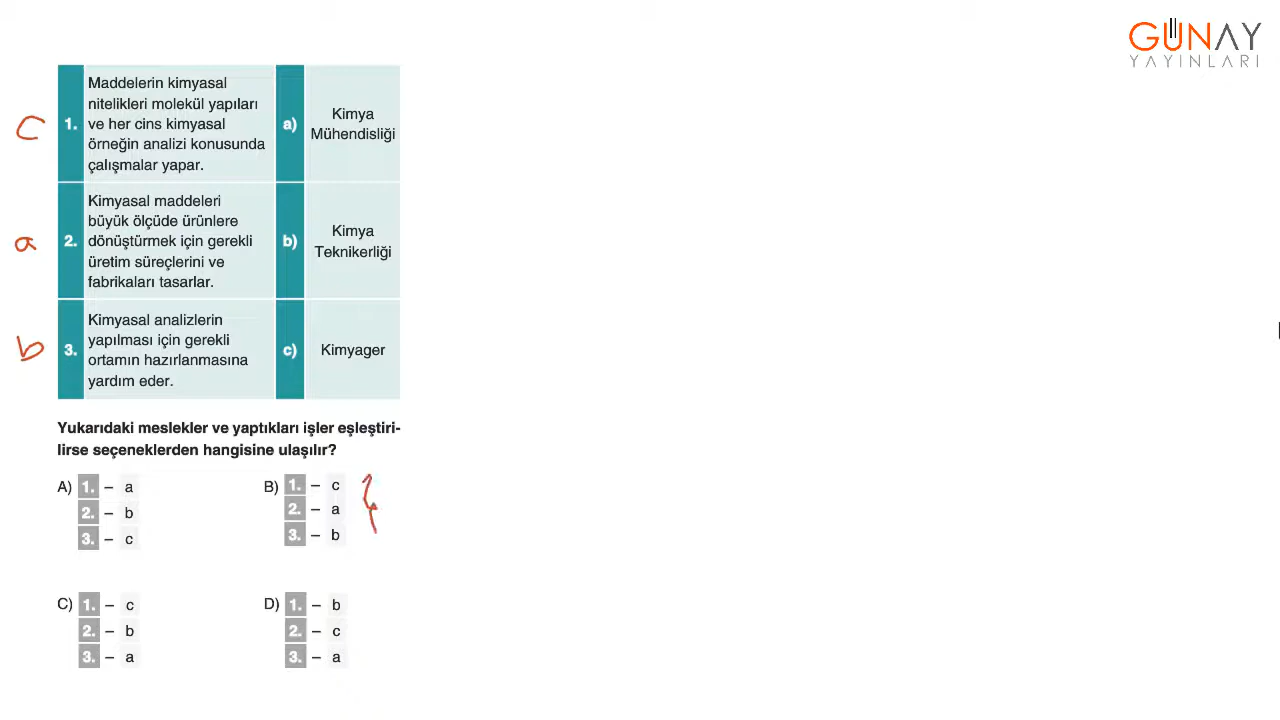 GÜNAY
YAYINLARI
c
1.
Maddelerin kimyasal
nitelikleri molekül yapıları
ve her cins kimyasal
örneğin analizi konusunda
çalışmalar yapar.
a)
Kimya
Mühendisliği
a
2.
Kimyasal maddeleri
büyük ölçüde ürünlere
dönüştürmek için gerekli
üretim süreçlerini ve
fabrikaları tasarlar.
b)
Kimya
Teknikerliği
b
3.
Kimyasal analizlerin
yapılması için gerekli
ortamın hazırlanmasına
yardım eder.
c)
Kimyager
Yukarıdaki meslekler ve yaptıkları işler eşleştiri-
lirse seçeneklerden hangisine ulaşılır?
A) 1. – a
2. – b
3. – c
B) 1. – c
2. – a
3. – b
C) 1. – c
2. – b
3. – a
D) 1. – b
2. – c
3. – a